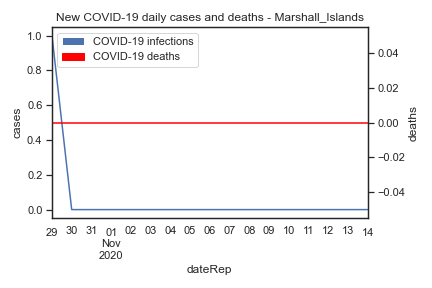 New COVID-19 daily cases and deaths - Marshall_Islands
COVID-19 infections
COVID-19 deaths
1.0
0.8
0.6
0.4
0.2
0.0
cases
0.04
0.02
0.00
−0.02
−0.04
deaths
29 30 31 01 02 03 04 05 06 07 08 09 10 11 12 13 14
Nov
2020
dateRep